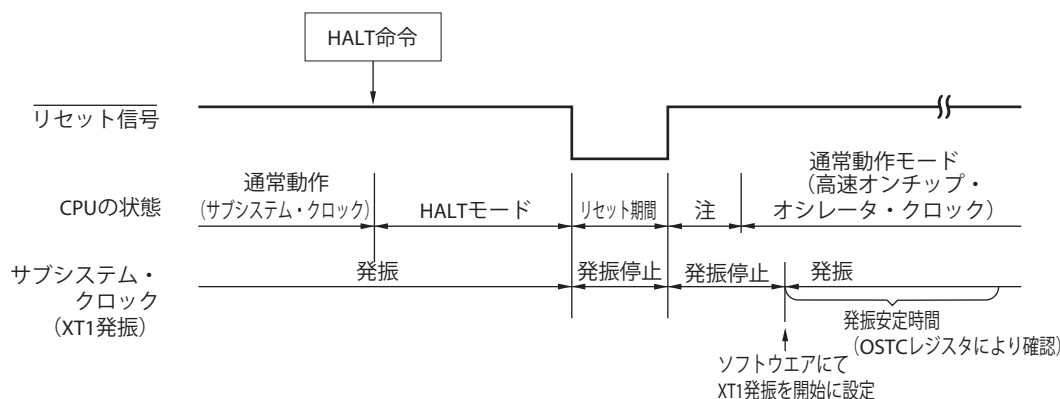 HALT命令
リセット信号
CPUの状態
通常動作
(サブシステム・クロック)
HALTモード
リセット期間
注
通常動作モード
(高速オンチップ・
オシレータ・クロック)
サブシステム・
クロック
(XT1発振)
発振
発振停止
発振停止
発振
発振安定時間
(OSTCレジスタにより確認)
ソフトウエアにて
XT1発振を開始に設定